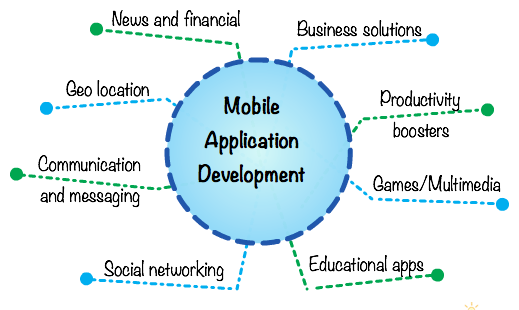 News and financial
Business solutions
Geo location
Mobile
Application
Development
Productivity
boosters
Communication
and messaging
Games/Multimedia
Social networking
Educational apps